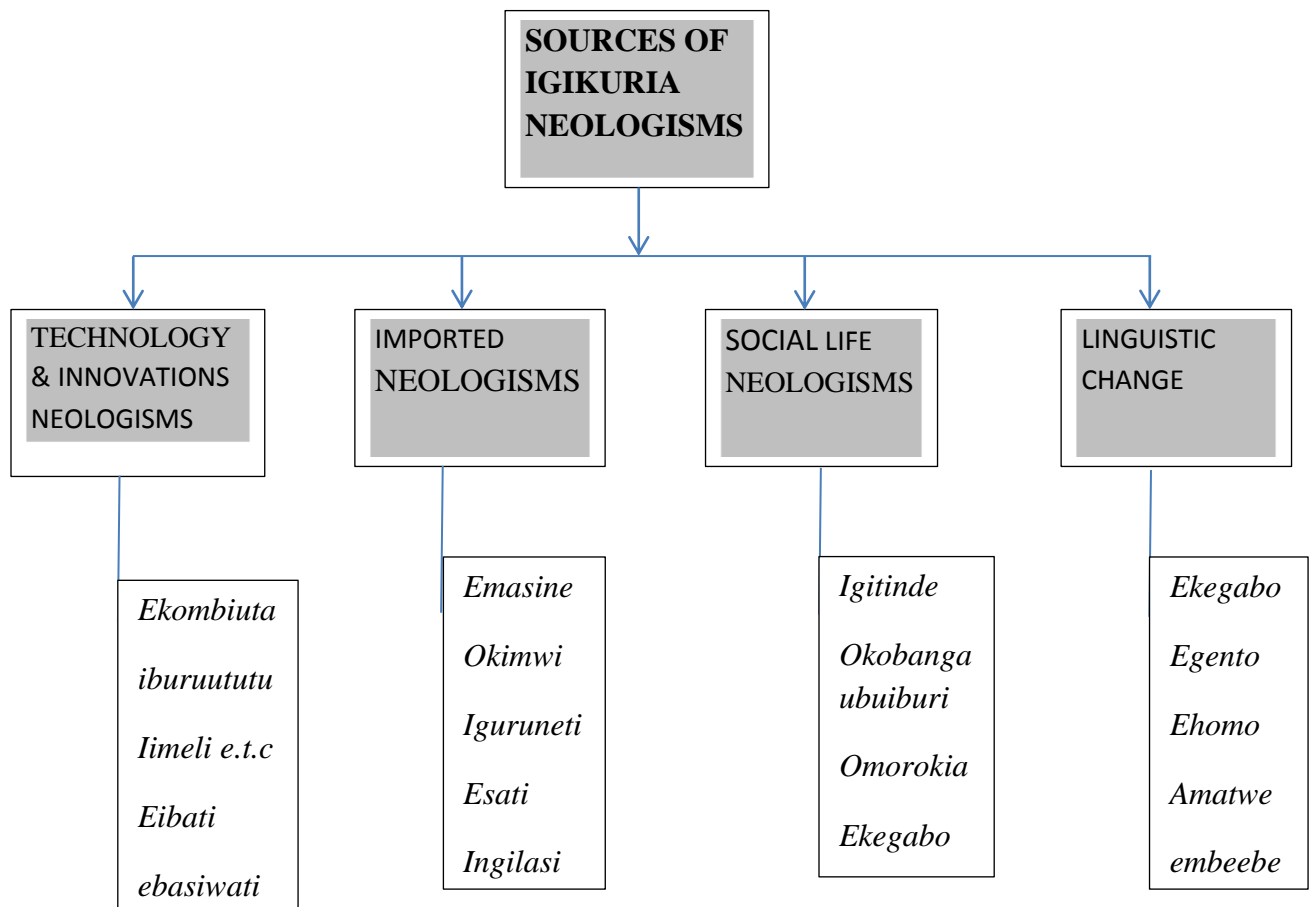 SOURCES OF
IGIKURIA
NEOLOGISMS
TECHNOLOGY
& INNOVATIONS
NEOLOGISMS
IMPORTED
NEOLOGISMS
SOCIAL LIFE
NEOLOGISMS
LINGUISTIC
CHANGE
Ekombiuta
iburuututu
Iimeli e.t.c
Eibati
ebasiwati
Emasine
Okimwi
Iguruneti
Esati
Ingilasi
Igitinde
Okobanga
ubuiburi
Omorokia
Ekegabo
Ekegabo
Egento
Ehomo
Amatwe
embeebe